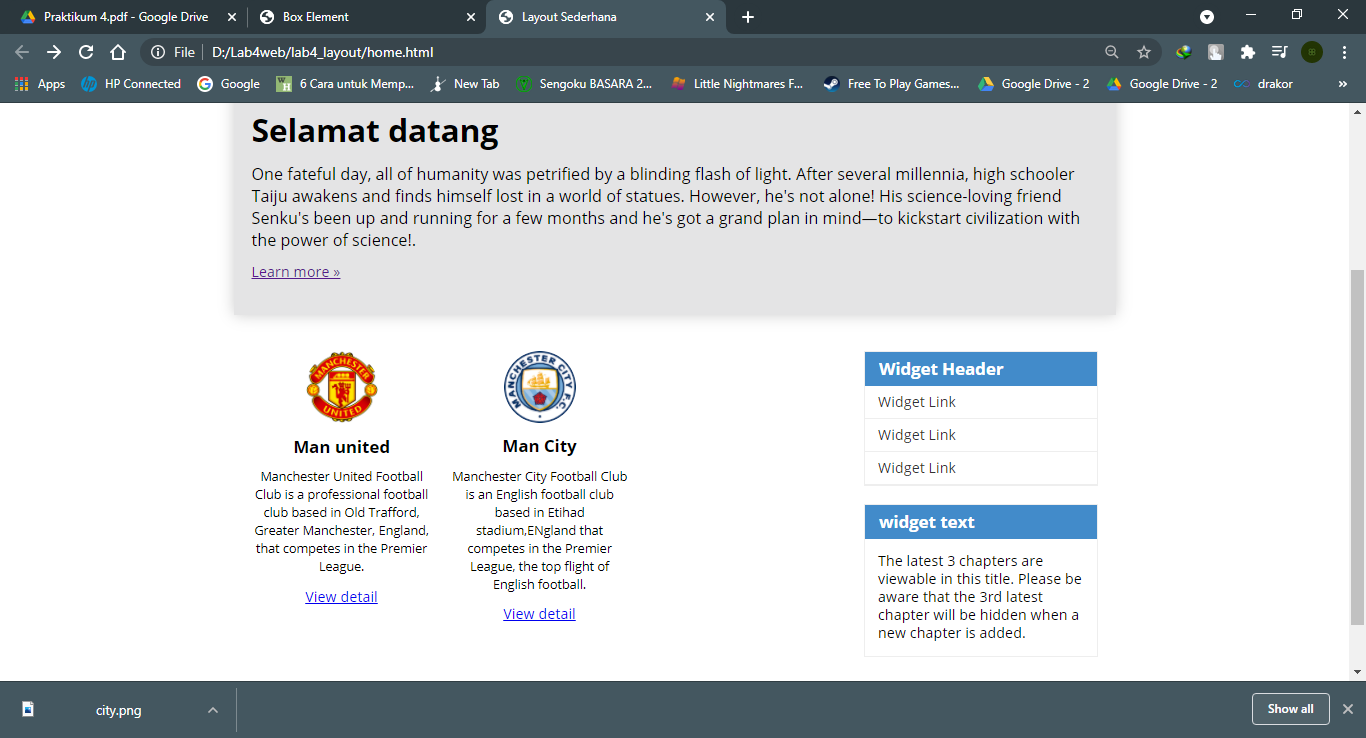 Praktikum 4.pdf - Google Drive
Box Element
Layout Sederhana
File
D:/Lab4web/lab4_layout/home.html
Apps
HP Connected
Google
6 Cara untuk Memp...
New Tab
Sengoku BASARA 2...
Little Nightmares F...
Free To Play Games...
Google Drive - 2
Google Drive - 2
drakor
»
Selamat datang
One fateful day, all of humanity was petrified by a blinding flash of light. After several millennia, high schooler
Taiju awakens and finds himself lost in a world of statues. However, he's not alone! His science-loving friend
Senku's been up and running for a few months and he's got a grand plan in mind—to kickstart civilization with
the power of science!.
Learn more »
MANCHESTER
UNITED
Man united
Manchester United Football
Club is a professional football
club based in Old Trafford,
Greater Manchester, England,
that competes in the Premier
League.
View detail
MANCHESTER CITY F.C.
Man City
Manchester City Football Club
is an English football club
based in Etihad
stadium,ENgland that
competes in the Premier
League, the top flight of
English football.
View detail
Widget Header
Widget Link
Widget Link
Widget Link
widget text
The latest 3 chapters are
viewable in this title. Please be
aware that the 3rd latest
chapter will be hidden when a
new chapter is added.
city.png
Show all